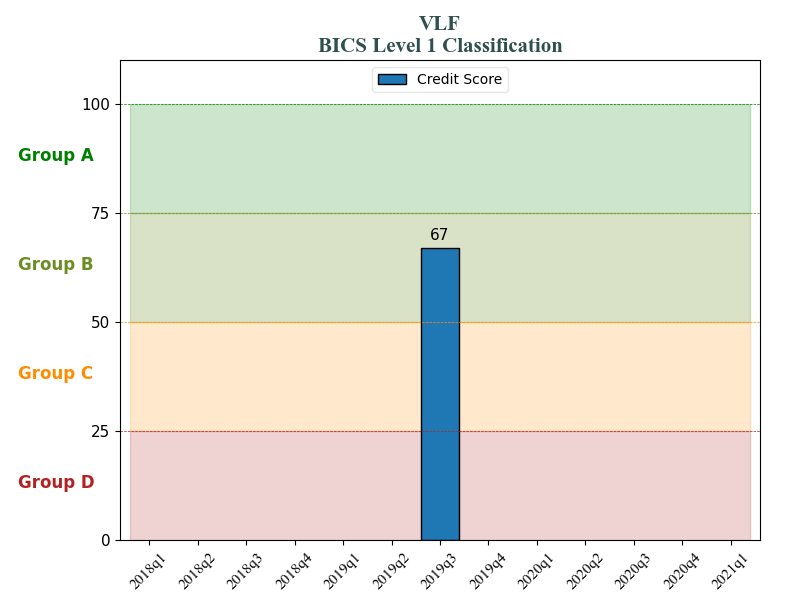 VLF
BICS Level 1 Classification
Credit Score
100
Group A
75
67
Group B
50
Group C
25
Group D
0
2018q1
2018q2
2018q3
2018q4
2019q1
2019q2
2019q3
2019q4
2020q1
2020q2
2020q3
2020q4
2021q1